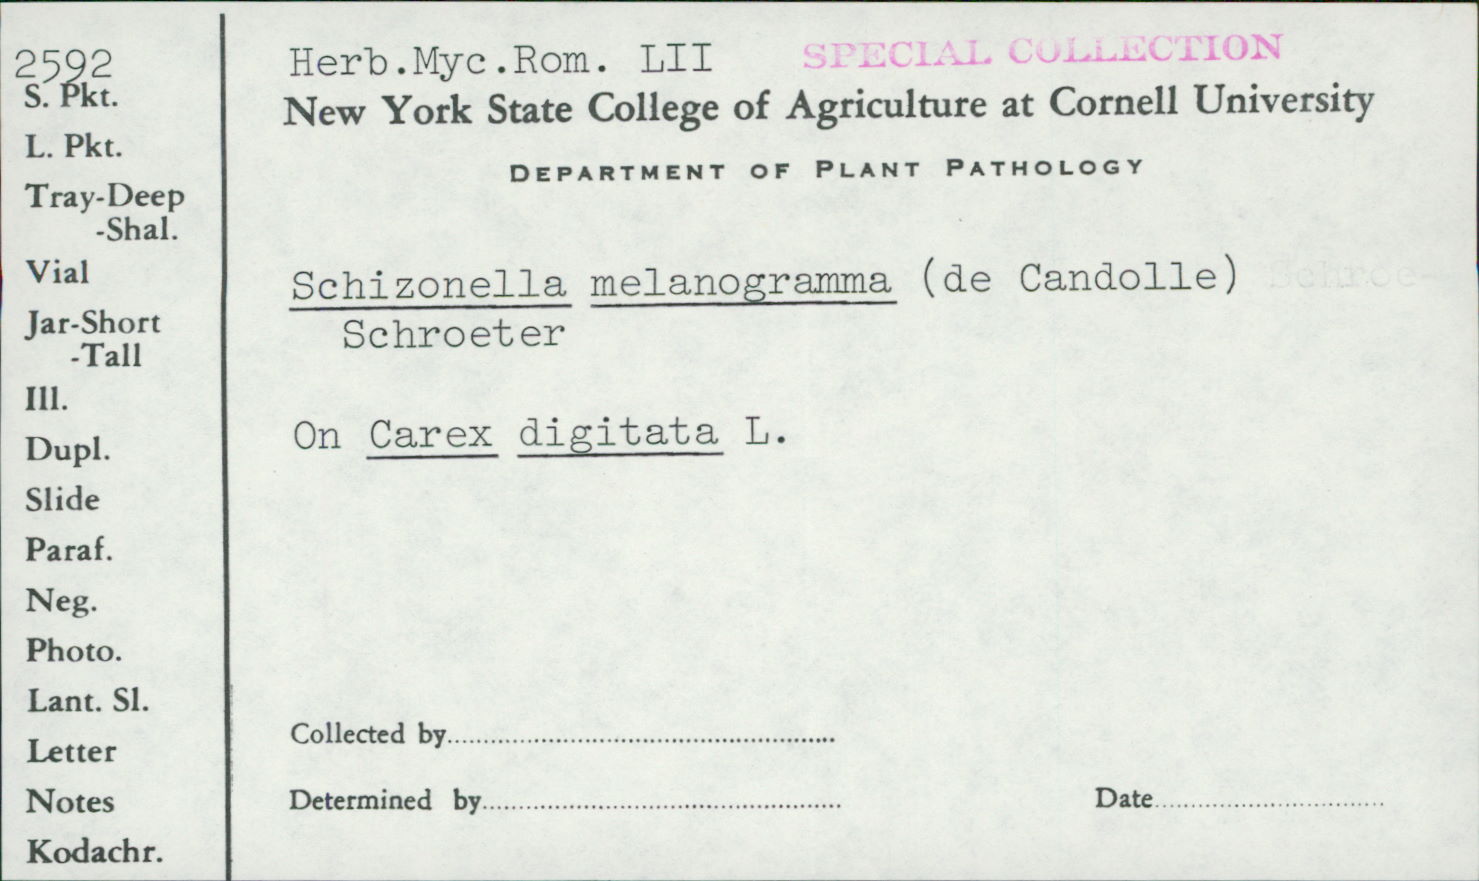 2592
S. Pkt.
L. Pkt.
Tray-Deep
-Shal.
Vial
Jar-Short
-Tall
Ill.
Dupl.
Slide
Paraf.
Neg.
Photo.
Lant. Sl.
Letter
Notes
Kodachr.
Herb.Myc.Rom. LII SPECIAL COLLECTION
New York State College of Agriculture at Cornell University
DEPARTMENT OF PLANT PATHOLOGY
Schizonella melanogramma (de Candolle) Schroe-
Schroeter
On Carex digitata L.
Collected by
Determined by
Date